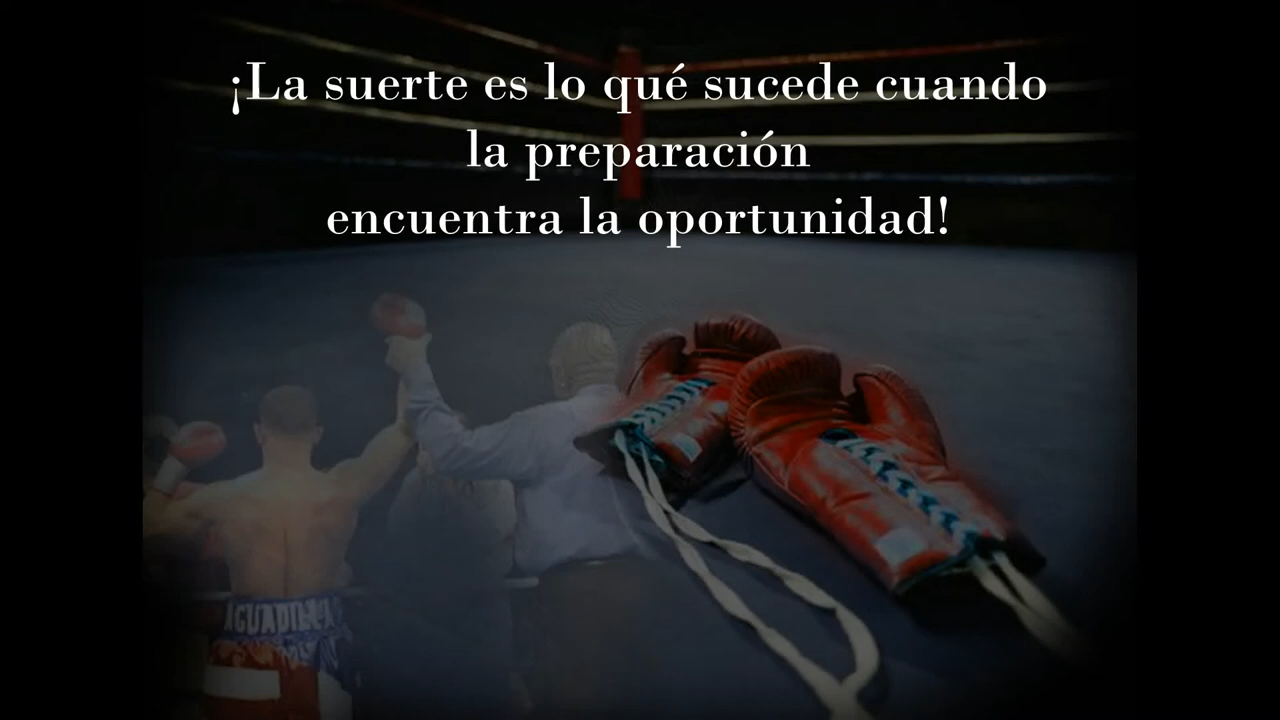 ¡La suerte es lo qué sucede cuando
la preparación
encuentra la oportunidad!